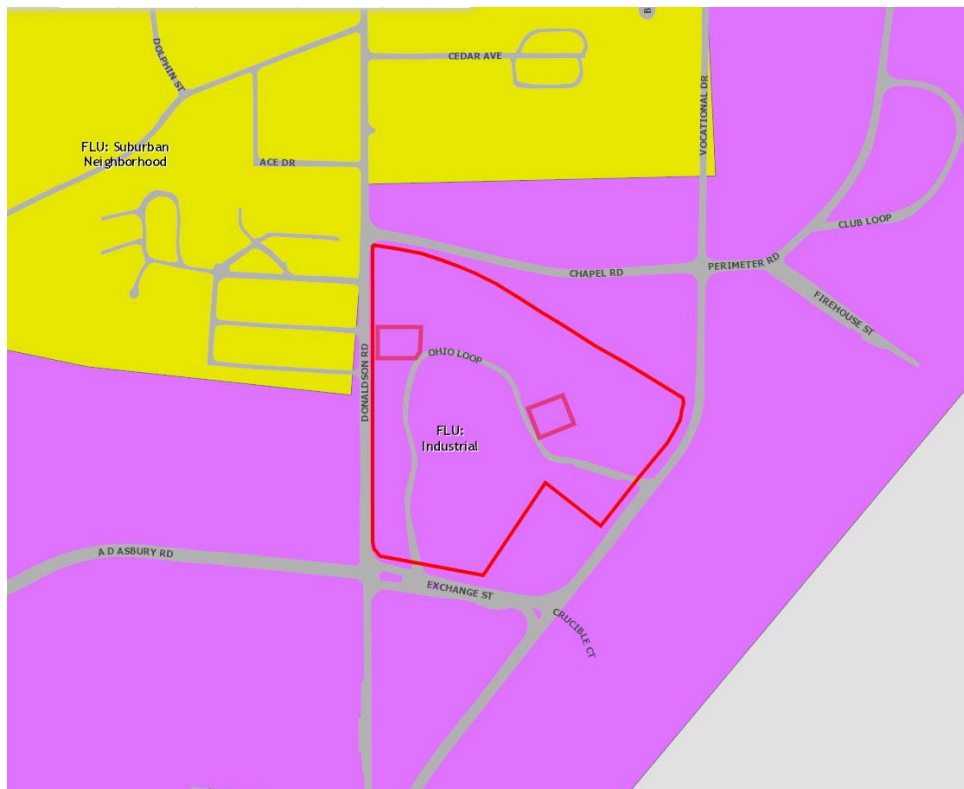 B
DOLPHIN ST
CEDAR AVE
VOCATIONAL DR
FLU: Suburban
Neighborhood
ACE DR
CLUB LOOP
CHAPEL RD
PERIMETER RD
FIREHOUSE ST
DONALDSON RD
OHIO LOOP
FLU:
Industrial
A D ASBURY RD
EXCHANGE ST
CRUCIBLE CT